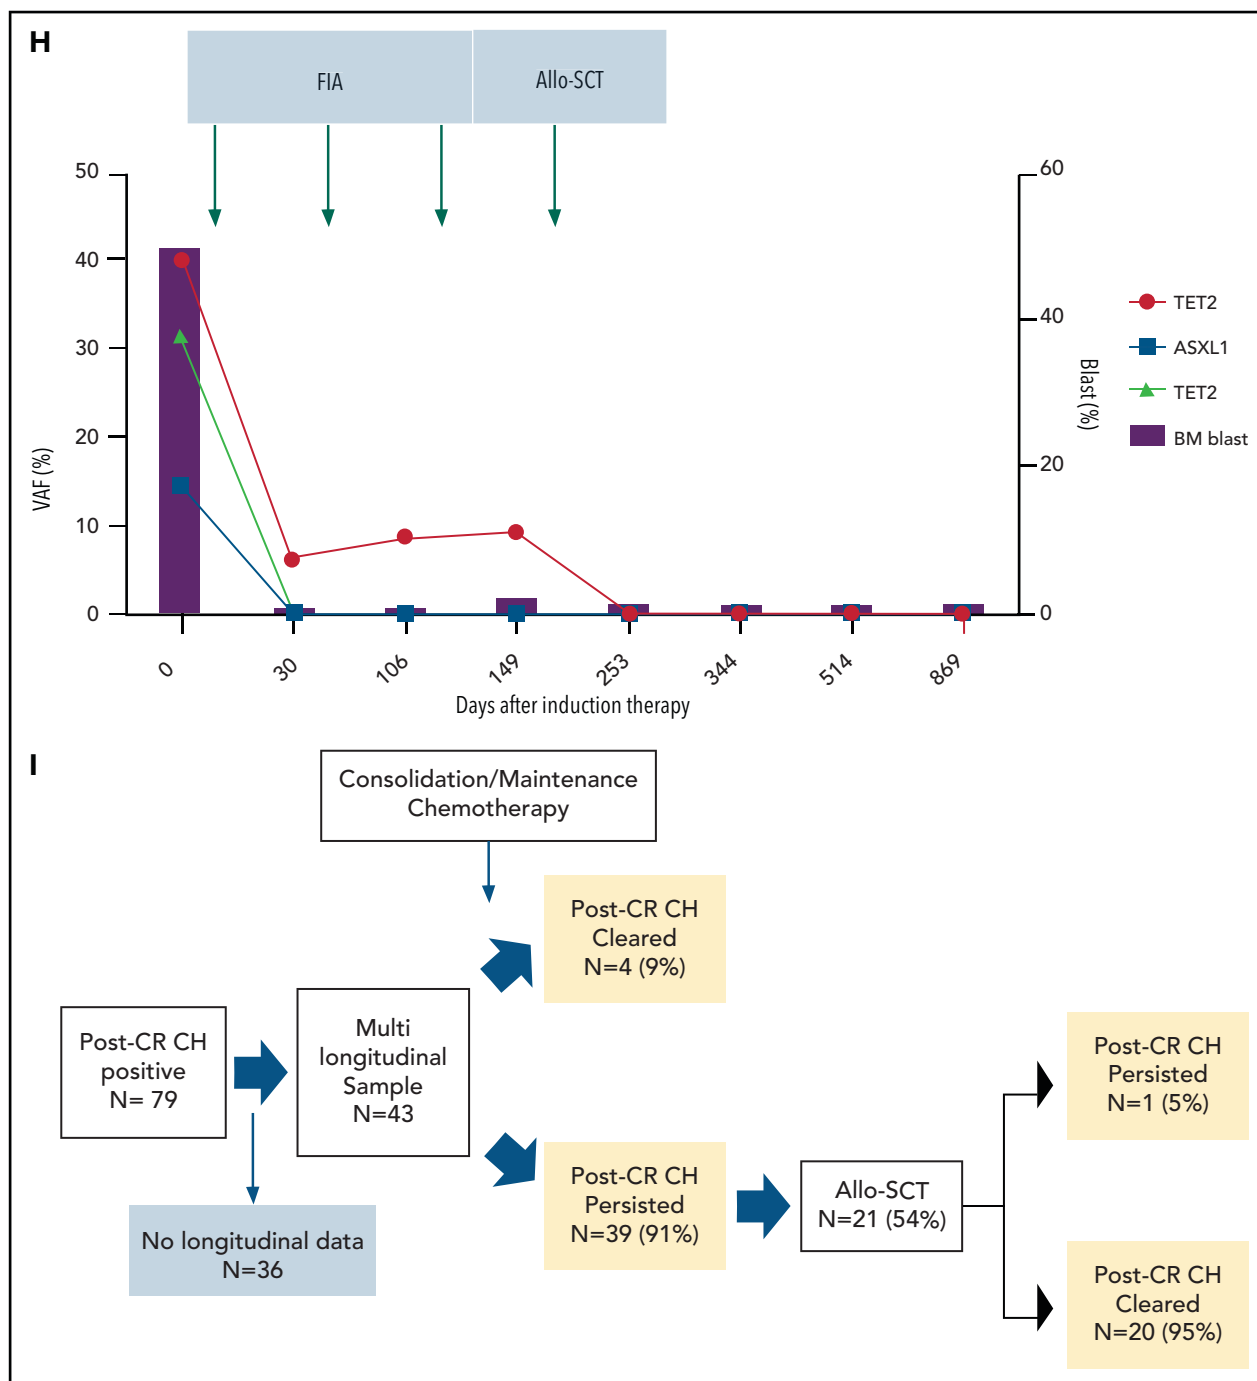 H
FIA
Allo-SCT
50
40
30
20
10
0
VAF (%)
60
40
20
0
Blast (%)
TET2
ASXL1
TET2
BM blast
0
30
106
149
253
344
514
869
Days after induction therapy
I
Consolidation/Maintenance
Chemotherapy
Post-CR CH
Cleared
N=4 (9%)
Post-CR CH
positive
N= 79
Multi
longitudinal
Sample
N=43
No longitudinal data
N=36
Post-CR CH
Persisted
N=39 (91%)
Allo-SCT
N=21 (54%)
Post-CR CH
Persisted
N=1 (5%)
Post-CR CH
Cleared
N=20 (95%)